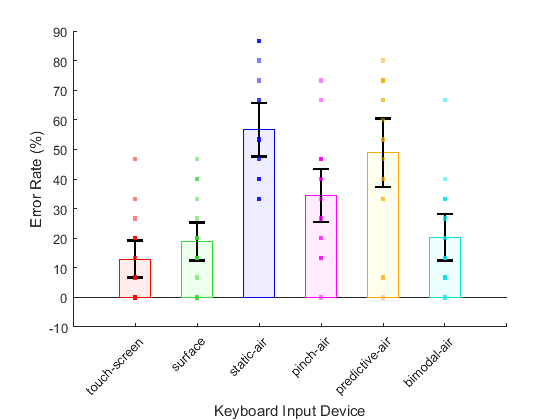 90
80
70
60
50
40
30
20
10
0
-10
Error Rate (%)
touch-screen
surface
static-air
pinch-air
predictive-air
bimodal-air
Keyboard Input Device